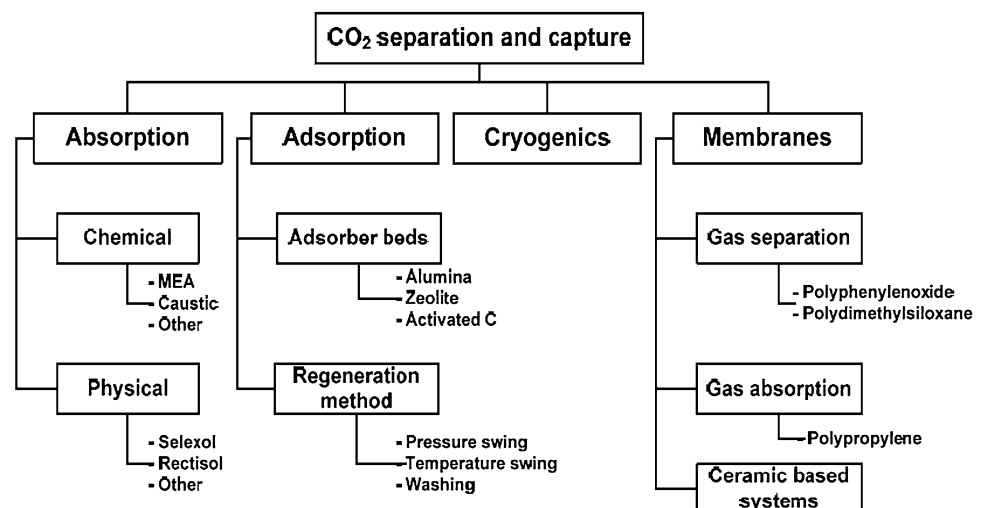 CO₂ separation and capture
Absorption
Adsorption
Cryogenics
Membranes
Chemical
- MEA
- Caustic
- Other
Physical
- Selexol
- Rectisol
- Other
Adsorber beds
- Alumina
- Zeolite
- Activated C
Regeneration
method
- Pressure swing
- Temperature swing
- Washing
Gas separation
- Polyphenylenoxide
- Polydimethylsiloxane
Gas absorption
- Polypropylene
Ceramic based
systems